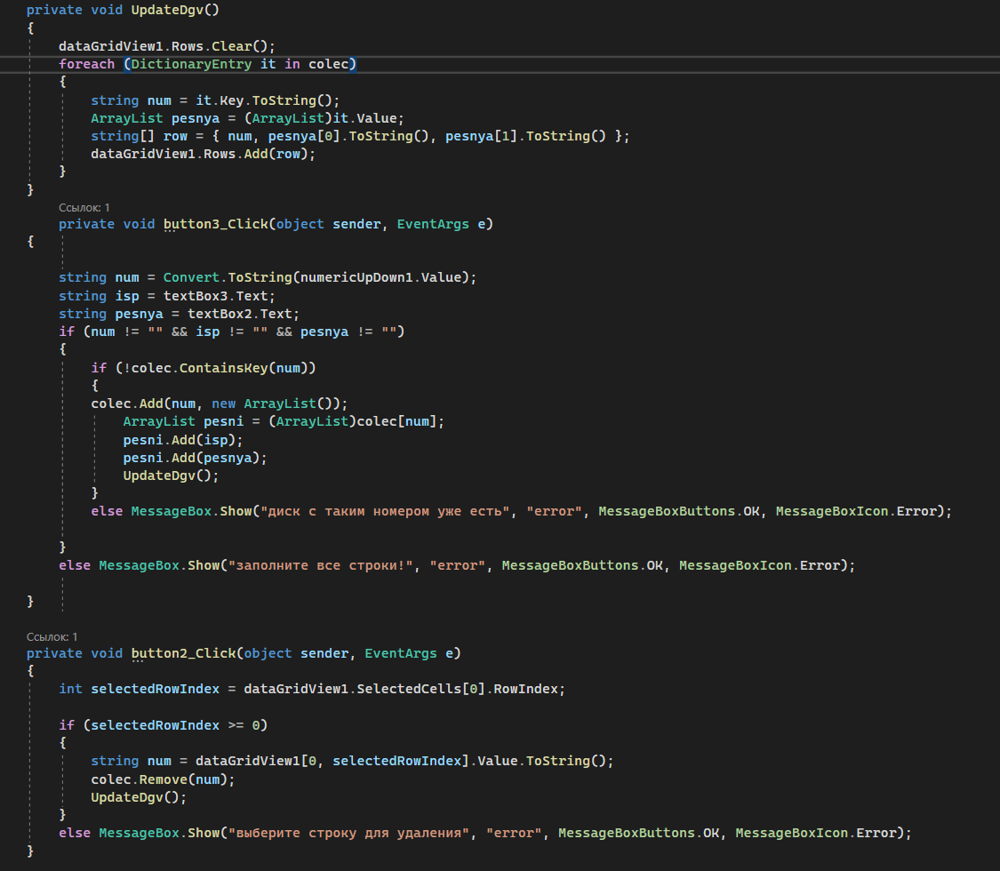 private void UpdateDgv()
{
dataGridView1.Rows.Clear();
foreach (DictionaryEntry it in colec)
{
string num = it.Key.ToString();
ArrayList pesnya = (ArrayList)it.Value;
string[] row = { num, pesnya[0].ToString(), pesnya[1].ToString() };
dataGridView1.Rows.Add(row);
}
}
Ссылок: 1
private void button3_Click(object sender, EventArgs e)
{
string num = Convert.ToString(numericUpDown1.Value);
string isp = textBox3.Text;
string pesnya = textBox2.Text;
if (num != "" && isp != "" && pesnya != "")
{
if (!colec.ContainsKey(num))
{
colec.Add(num, new ArrayList());
ArrayList pesni = (ArrayList)colec[num];
pesni.Add(isp);
pesni.Add(pesnya);
UpdateDgv();
}
else MessageBox.Show("диск с таким номером уже есть", "error", MessageBoxButtons.OK, MessageBoxIcon.Error);
}
else MessageBox.Show("заполните все строки!", "error", MessageBoxButtons.OK, MessageBoxIcon.Error);
}
Ссылок: 1
private void button2_Click(object sender, EventArgs e)
{
int selectedRowIndex = dataGridView1.SelectedCells[0].RowIndex;
if (selectedRowIndex >= 0)
{
string num = dataGridView1[0, selectedRowIndex].Value.ToString();
colec.Remove(num);
UpdateDgv();
}
else MessageBox.Show("выберите строку для удаления", "error", MessageBoxButtons.OK, MessageBoxIcon.Error);
}